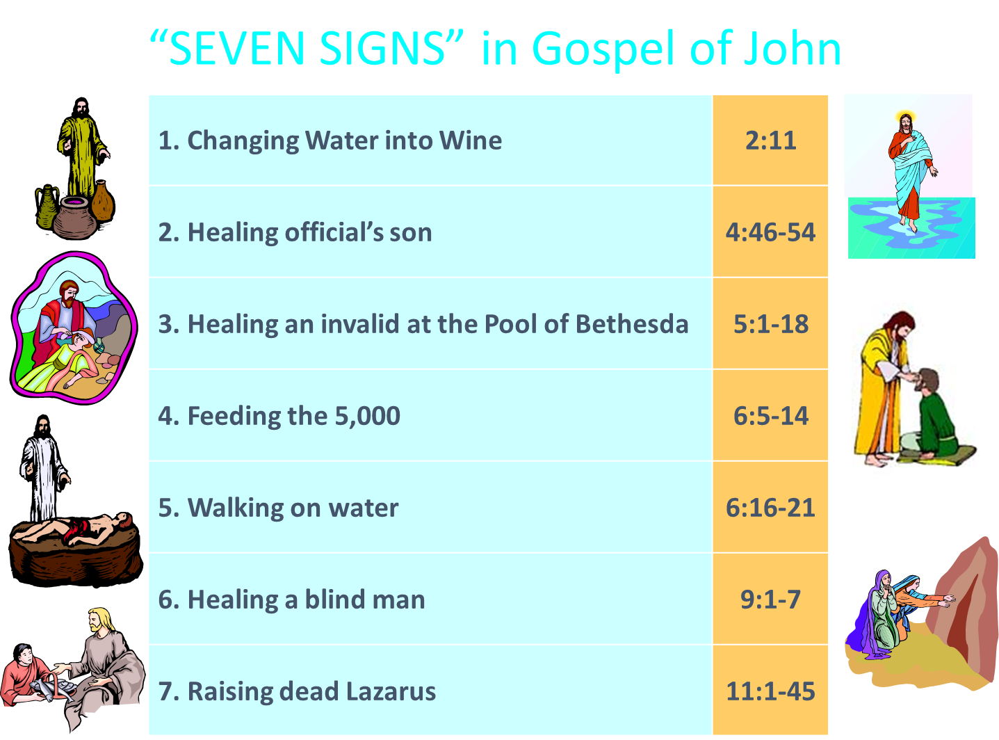 “SEVEN SIGNS” in Gospel of John
1. Changing Water into Wine 2:11
2. Healing official’s son 4:46-54
3. Healing an invalid at the Pool of Bethesda 5:1-18
4. Feeding the 5,000 6:5-14
5. Walking on water 6:16-21
6. Healing a blind man 9:1-7
7. Raising dead Lazarus 11:1-45